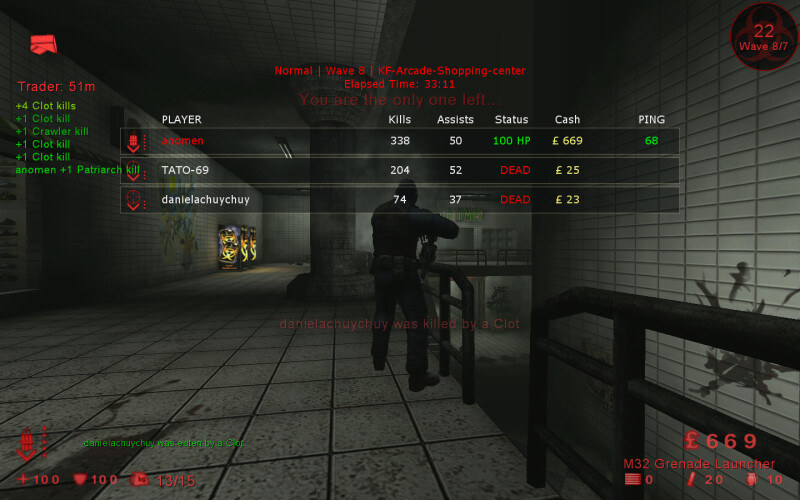 22
Wave 8/7
Normal | Wave 8 | KF-Arcade-Shopping-center
Elapsed Time: 33:11
Trader: 51m
You are the only one left...
+4 Clot kills
+1 Clot kill
+1 Crawler kill
+1 Clot kill
+1 Clot kill
anomen +1 Patriarch kill
PLAYER Kills Assists Status Cash PING
anomen 338 50 100 HP £ 669 68
TATO-69 204 52 DEAD £ 25
danielachuychuy 74 37 DEAD £ 23
danielachuychuy was killed by a Clot
danielachuychuy was eaten by a Clot.
£669
M32 Grenade Launcher
+100 100 13/15
0 20 10